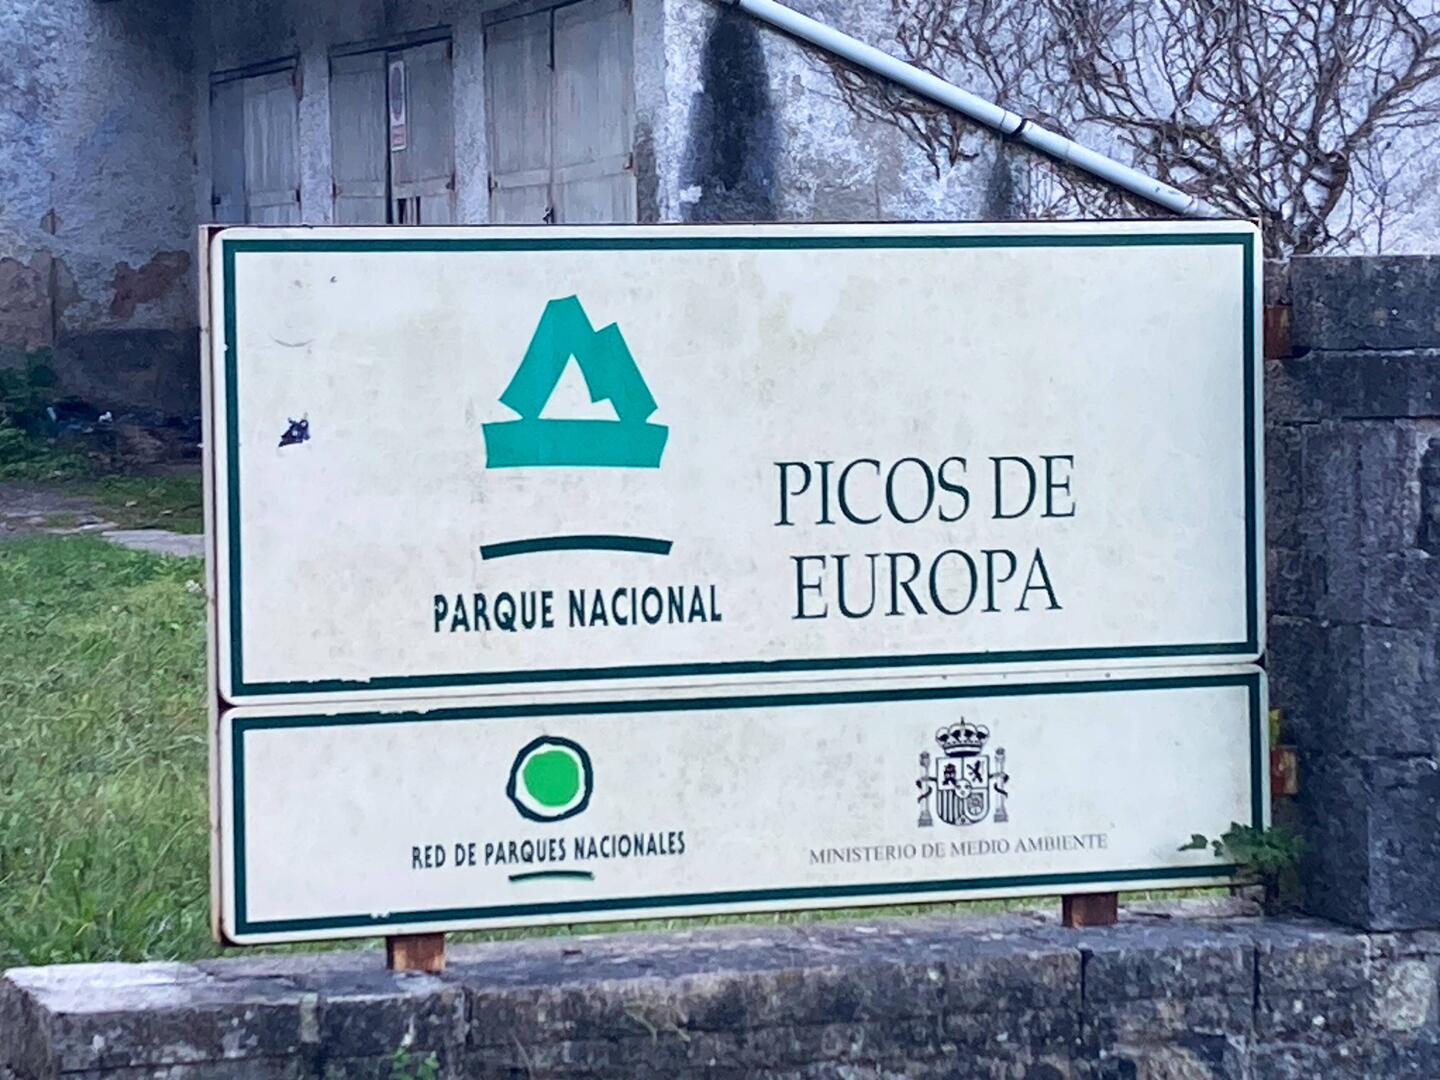 PARQUE NACIONAL
PICOS DE
EUROPA
RED DE PARQUES NACIONALES
MINISTERIO DE MEDIO AMBIENTE